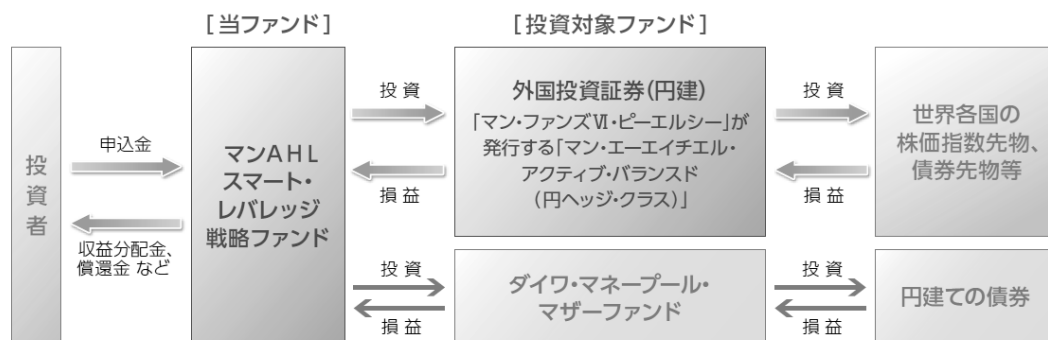 [当ファンド]
[投資対象ファンド]
投資者
申込金
収益分配金、
償還金 など
マンAHL
スマート・
レバレッジ
戦略ファンド
投 資
損 益
外国投資証券(円建)
「マン・ファンズⅥ・ピーエルシー」が
発行する「マン・エーエイチエル・
アクティブ・バランスド
(円ヘッジ・クラス)」
投 資
損 益
世界各国の
株価指数先物、
債券先物等
投 資
損 益
ダイワ・マネープール・
マザーファンド
投 資
損 益
円建ての債券